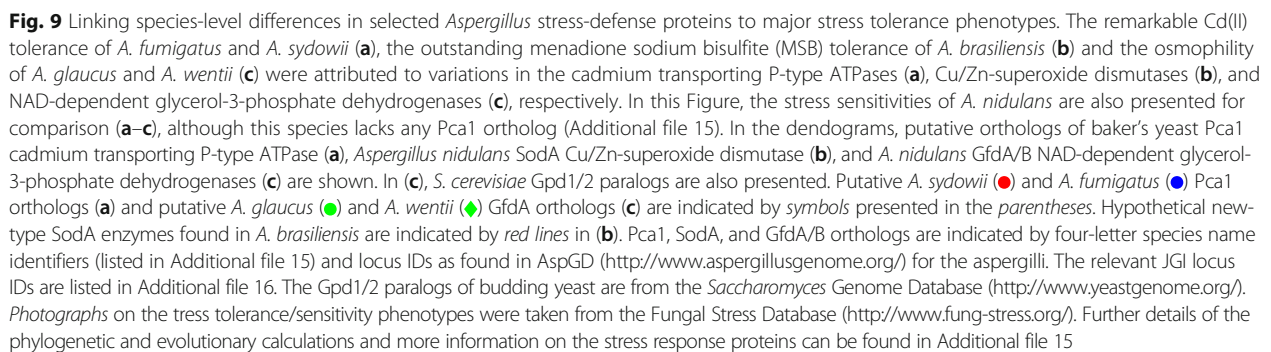 Fig. 9 Linking species-level differences in selected Aspergillus stress-defense proteins to major stress tolerance phenotypes. The remarkable Cd(II)
tolerance of A. fumigatus and A. sydowii (a), the outstanding menadione sodium bisulfite (MSB) tolerance of A. brasiliensis (b) and the osmophility
of A. glaucus and A. wentii (c) were attributed to variations in the cadmium transporting P-type ATPases (a), Cu/Zn-superoxide dismutases (b), and
NAD-dependent glycerol-3-phosphate dehydrogenases (c), respectively. In this Figure, the stress sensitivities of A. nidulans are also presented for
comparison (a–c), although this species lacks any Pca1 ortholog (Additional file 15). In the dendograms, putative orthologs of baker's yeast Pca1
cadmium transporting P-type ATPase (a), Aspergillus nidulans SodA Cu/Zn-superoxide dismutase (b), and A. nidulans GfdA/B NAD-dependent glycerol-
3-phosphate dehydrogenases (c) are shown. In (c), S. cerevisiae Gpd1/2 paralogs are also presented. Putative A. sydowii (●) and A. fumigatus (●) Pca1
orthologs (a) and putative A. glaucus (●) and A. wentii (♦) GfdA orthologs (c) are indicated by symbols presented in the parentheses. Hypothetical new-
type SodA enzymes found in A. brasiliensis are indicated by red lines in (b). Pca1, SodA, and GfdA/B orthologs are indicated by four-letter species name
identifiers (listed in Additional file 15) and locus IDs as found in AspGD (http://www.aspergillusgenome.org/) for the aspergilli. The relevant JGI locus
IDs are listed in Additional file 16. The Gpd1/2 paralogs of budding yeast are from the Saccharomyces Genome Database (http://www.yeastgenome.org/).
Photographs on the tress tolerance/sensitivity phenotypes were taken from the Fungal Stress Database (http://www.fung-stress.org/). Further details of the
phylogenetic and evolutionary calculations and more information on the stress response proteins can be found in Additional file 15